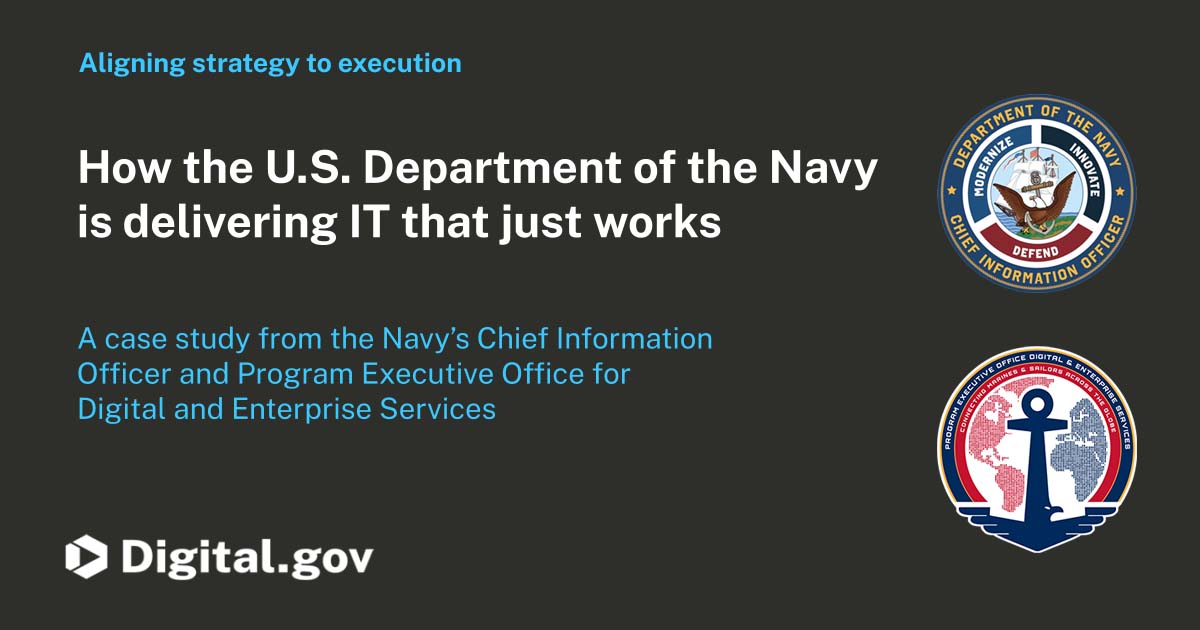 Aligning strategy to execution
How the U.S. Department of the Navy
is delivering IT that just works
A case study from the Navy’s Chief Information
Officer and Program Executive Office for
Digital and Enterprise Services
Digital.gov
DEPARTMENT OF THE NAVY
MODERNIZE
INNOVATE
DEFEND
CHIEF INFORMATION OFFICER
PROGRAM EXECUTIVE OFFICE DIGITAL & ENTERPRISE SERVICES
CONNECTING MARINES & SAILORS ACROSS THE GLOBE